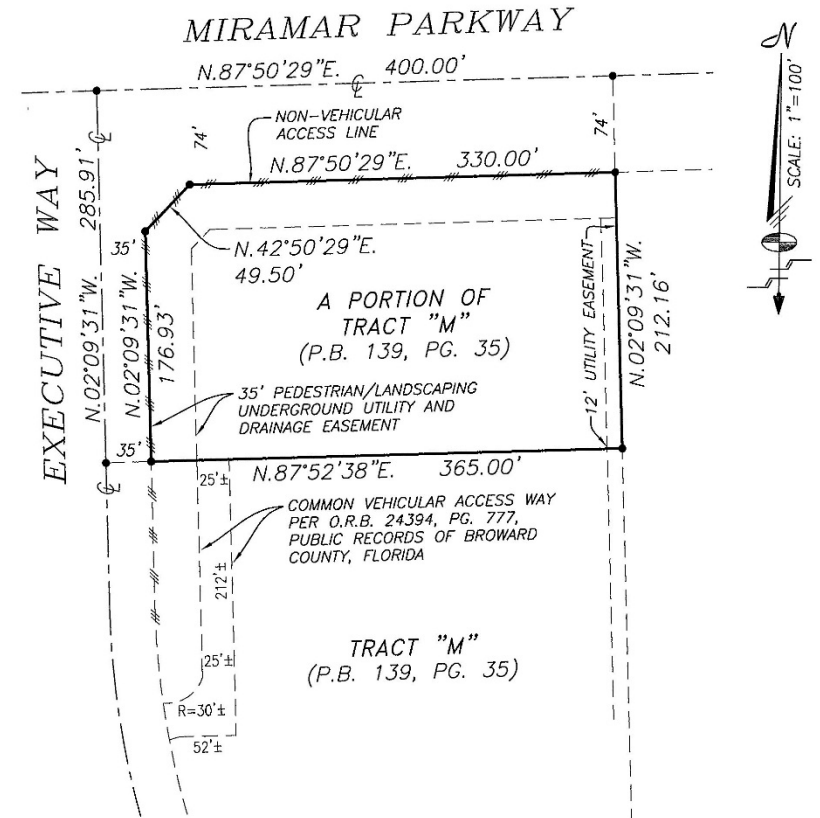 MIRAMAR PARKWAY
N.87°50'29"E. 400.00'
℄
N
SCALE: 1"=100'
74'
74'
NON-VEHICULAR
ACCESS LINE
N.87°50'29"E. 330.00'
EXECUTIVE WAY
℄
285.91'
N.02°09'31"W.
35'
N.42°50'29"E.
49.50'
N.02°09'31"W.
176.93'
A PORTION OF
TRACT "M"
(P.B. 139, PG. 35)
12' UTILITY EASEMENT
N.02°09'31"W.
212.16'
35' PEDESTRIAN/LANDSCAPING
UNDERGROUND UTILITY AND
DRAINAGE EASEMENT
35'
℄
N.87°52'38"E. 365.00'
25'±
COMMON VEHICULAR ACCESS WAY
PER O.R.B. 24394, PG. 777,
PUBLIC RECORDS OF BROWARD
COUNTY, FLORIDA
212'±
TRACT "M"
(P.B. 139, PG. 35)
25'±
R=30'±
52'±